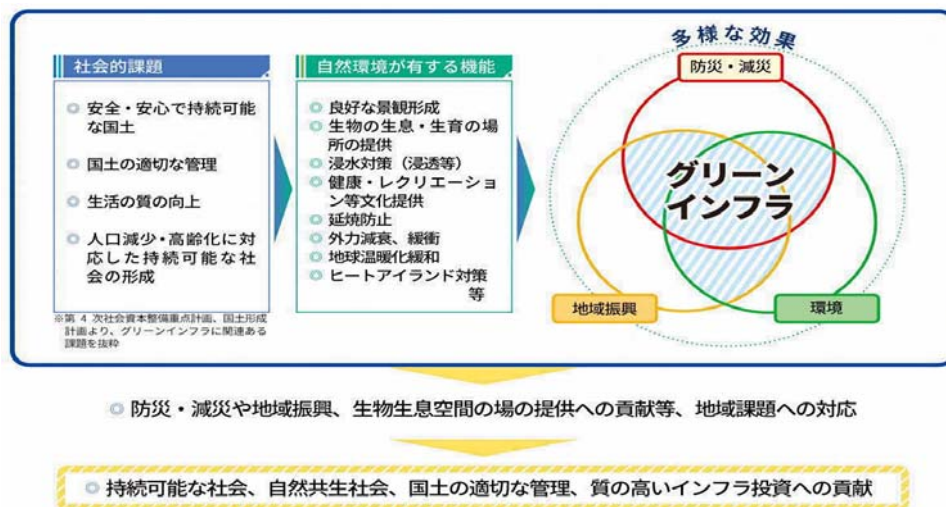 社会的課題
◎ 安全・安心で持続可能
な国土
◎ 国土の適切な管理
◎ 生活の質の向上
◎ 人口減少・高齢化に対
応した持続可能な社
会の形成
※第 4 次社会資本整備重点計画、国土形成
計画より、グリーンインフラに関連ある
課題を抜粋
自然環境が有する機能
◎ 良好な景観形成
◎ 生物の生息・生育の場
所の提供
◎ 浸水対策（浸透等）
◎ 健康・レクリエーション
等文化提供
◎ 延焼防止
◎ 外力減衰、緩衝
◎ 地球温暖化緩和
◎ ヒートアイランド対策
等
多様な効果
防災・減災
グリーン
インフラ
地域振興
環境
◎ 防災・減災や地域振興、生物生息空間の場の提供への貢献等、地域課題への対応
◎ 持続可能な社会、自然共生社会、国土の適切な管理、質の高いインフラ投資への貢献